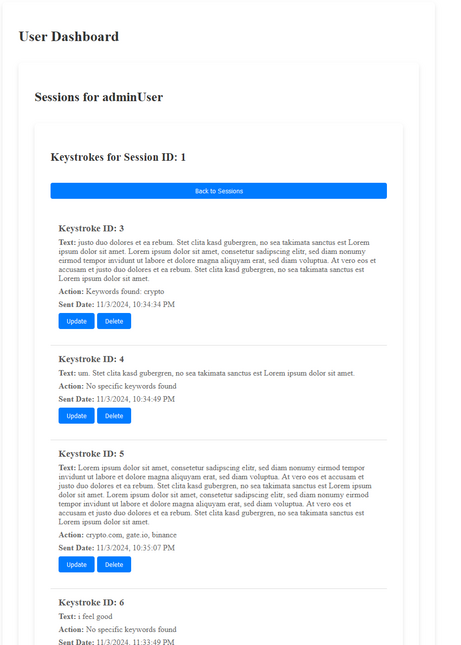 User Dashboard
Sessions for adminUser
Keystrokes for Session ID: 1
Back to Sessions
Keystroke ID: 3
Text: justo duo dolores et ea rebum. Stet clita kasd gubergren, no sea takimata sanctus est Lorem
ipsum dolor sit amet. Lorem ipsum dolor sit amet, consetetur sadipscing elitr, sed diam nonumy
eirmod tempor invidunt ut labore et dolore magna aliquyam erat, sed diam voluptua. At vero eos et
accusam et justo duo dolores et ea rebum. Stet clita kasd gubergren, no sea takimata sanctus est
Lorem ipsum dolor sit amet.
Action: Keywords found: crypto
Sent Date: 11/3/2024, 10:34:34 PM
Update Delete
Keystroke ID: 4
Text: um. Stet clita kasd gubergren, no sea takimata sanctus est Lorem ipsum dolor sit amet.
Action: No specific keywords found
Sent Date: 11/3/2024, 10:34:49 PM
Update Delete
Keystroke ID: 5
Text: Lorem ipsum dolor sit amet, consetetur sadipscing elitr, sed diam nonumy eirmod tempor
invidunt ut labore et dolore magna aliquyam erat, sed diam voluptua. At vero eos et accusam et
justo duo dolores et ea rebum. Stet clita kasd gubergren, no sea takimata sanctus est Lorem ipsum
dolor sit amet. Lorem ipsum dolor sit amet, consetetur sadipscing elitr, sed diam nonumy eirmod
tempor invidunt ut labore et dolore magna aliquyam erat, sed diam voluptua. At vero eos et
accusam et justo duo dolores et ea rebum. Stet clita kasd gubergren, no sea takimata sanctus est
Lorem ipsum dolor sit amet.
Action: crypto.com, gate.io, binance
Sent Date: 11/3/2024, 10:35:07 PM
Update Delete
Keystroke ID: 6
Text: i feel good
Action: No specific keywords found
Sent Date: 11/3/2024, 11:33:49 PM